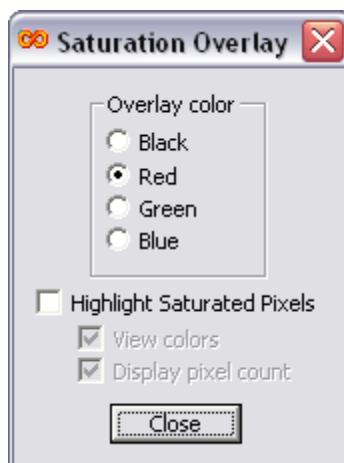 Saturation Overlay
Overlay color
Black
Red
Green
Blue
Highlight Saturated Pixels
View colors
Display pixel count
Close